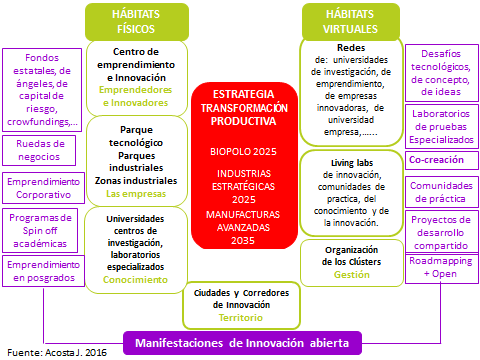 HÁBITATS
FÍSICOS
HÁBITATS
VIRTUALES
Fondos
estatales, de
ángeles, de
capital de
riesgo,
crowfundings,...
Ruedas de
negocios
Emprendimiento
Corporativo
Programas de
Spin off
académicas
Emprendimiento
en posgrados
Centro de
emprendimiento
e Innovación
Emprendedores
e Innovadores
Parque
tecnológico
Parques
industriales
Zonas industriales
Las empresas
Universidades
centros de
investigación,
laboratorios
especializados
Conocimiento
ESTRATEGIA
TRANSFORMACIÓN
PRODUCTIVA
BIOPOLO 2025
INDUSTRIAS
ESTRATÉGICAS
2025
MANUFACTURAS
AVANZADAS
2035
Ciudades y Corredores
de Innovación
Territorio
Redes
de: universidades
de investigación, de
emprendimiento,
de empresas
innovadoras, de
universidad
empresa,......
Living labs
de innovación,
comunidades de
practica, del
conocimiento y de
la innovación.
Organización
de los Clústers
Gestión
Desafíos
tecnológicos,
de concepto,
de ideas
Laboratorios
de pruebas
Especializados
Co-creación
Comunidades
de práctica
Proyectos de
desarrollo
compartido
Roadmapping
+ Open
Manifestaciones de Innovación abierta
Fuente: Acosta J. 2016